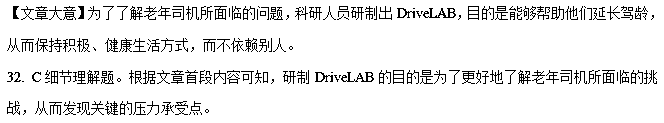 【文章大意】为了了解老年司机所面临的问题，科研人员研制出 DriveLAB，目的是能够帮助他们延长驾龄，
从而保持积极、健康生活方式，而不依赖别人。
32. C 细节理解题。根据文章首段内容可知，研制 DriveLAB 的目的是为了更好地了解老年司机所面临的挑
战，从而发现关键的压力承受点。